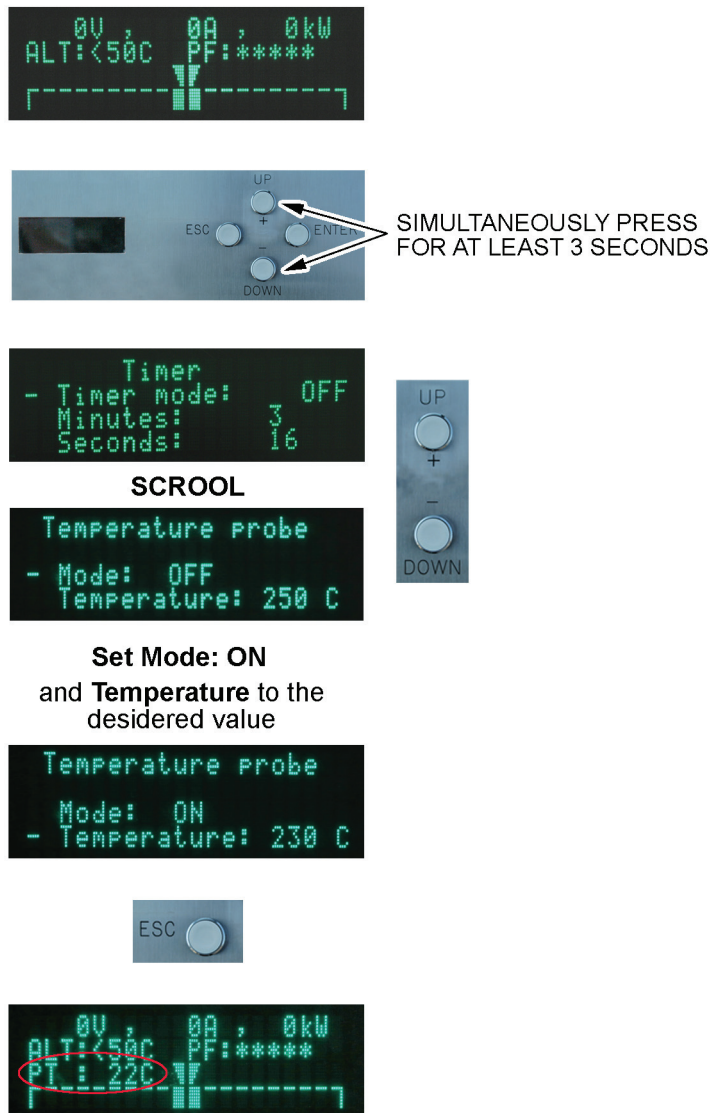 0V , 0A , 0kW
ALT:<50C PF:*****
UP
+
ESC
ENTER
-
DOWN
SIMULTANEOUSLY PRESS
FOR AT LEAST 3 SECONDS
Timer
- Timer mode: OFF
Minutes: 3
Seconds: 16
UP
+
-
DOWN
SCROOL
Temperature probe
- Mode: OFF
Temperature: 250 C
Set Mode: ON
and Temperature to the
desidered value
Temperature probe
Mode: ON
- Temperature: 230 C
ESC
0V , 0A , 0kW
ALT:<50C PF:*****
PT : 22C